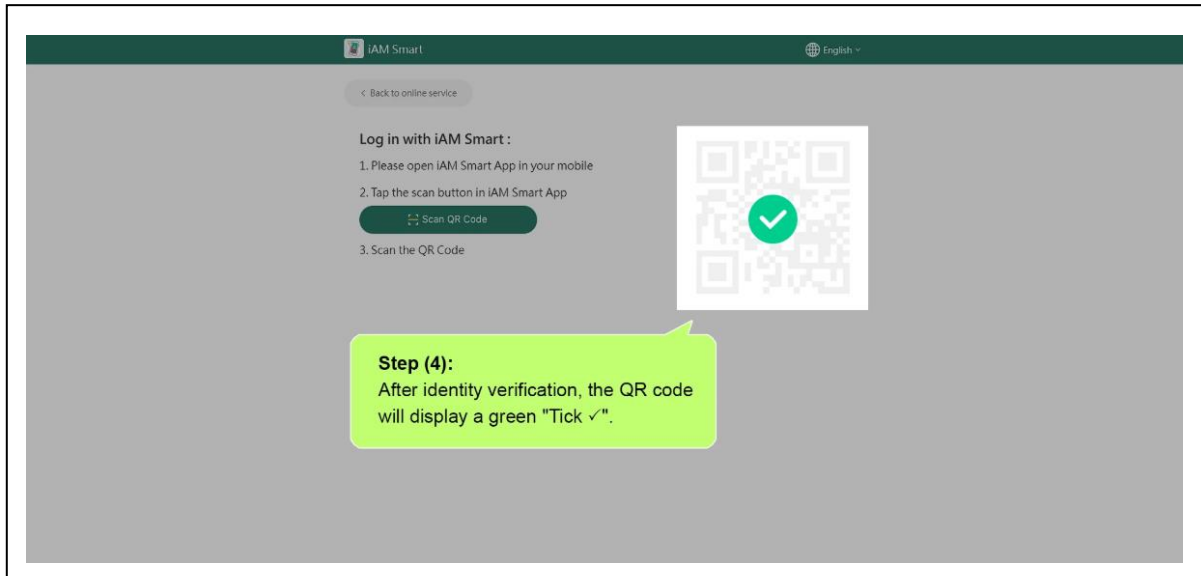 iAM Smart
English
< Back to online service
Log in with iAM Smart :
1. Please open iAM Smart App in your mobile
2. Tap the scan button in iAM Smart App
Scan QR Code
3. Scan the QR Code
Step (4):
After identity verification, the QR code
will display a green "Tick ✓".